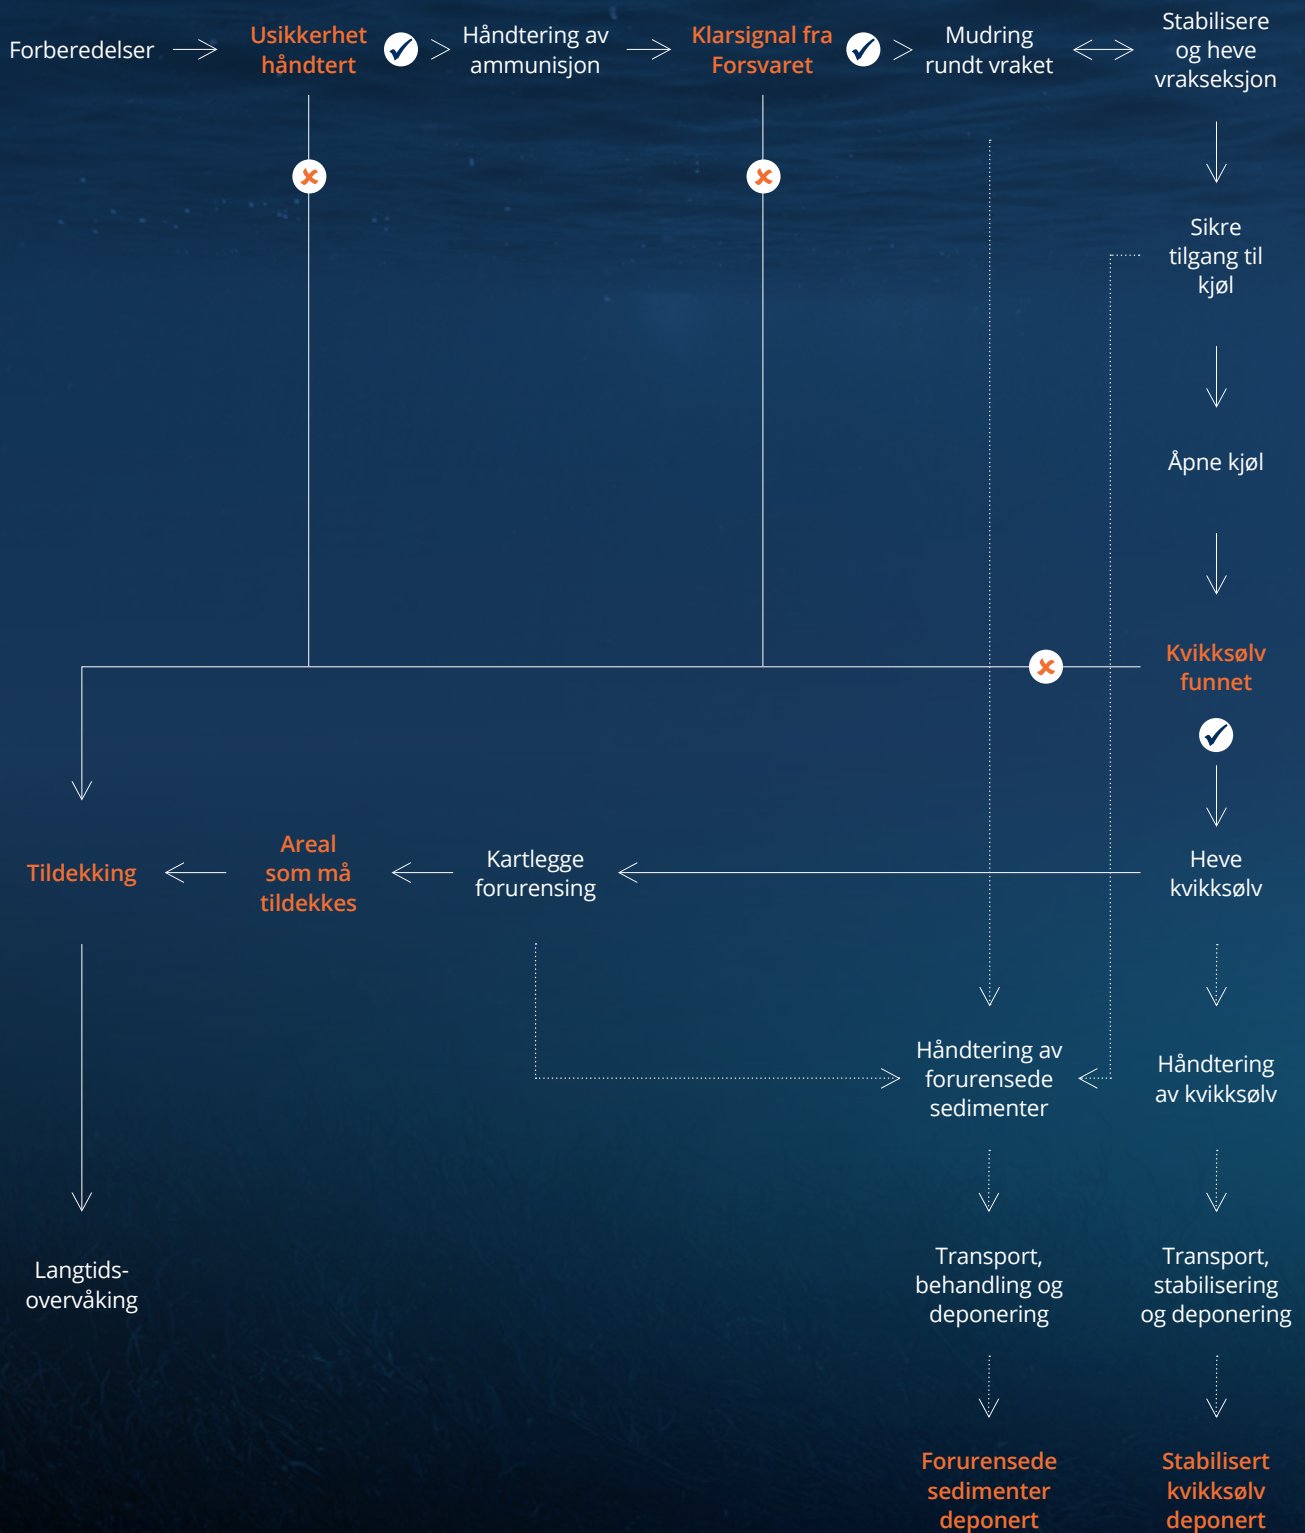 Forberedelser
Usikkerhet
håndtert
Håndtering av
ammunisjon
Klarsignal fra
Forsvaret
Mudring
rundt vraket
Stabilisere
og heve
vrakseksjon
Sikre
tilgang til
kjøl
Åpne kjøl
Kvikksølv
funnet
Tildekking
Areal
som må
tildekkes
Kartlegge
forurensing
Heve
kvikksølv
Håndtering av
forurensede
sedimenter
Håndtering
av kvikksølv
Langtids-
overvåking
Transport,
behandling og
deponering
Transport,
stabilisering
og deponering
Forurensede
sedimenter
deponert
Stabilisert
kvikksølv
deponert